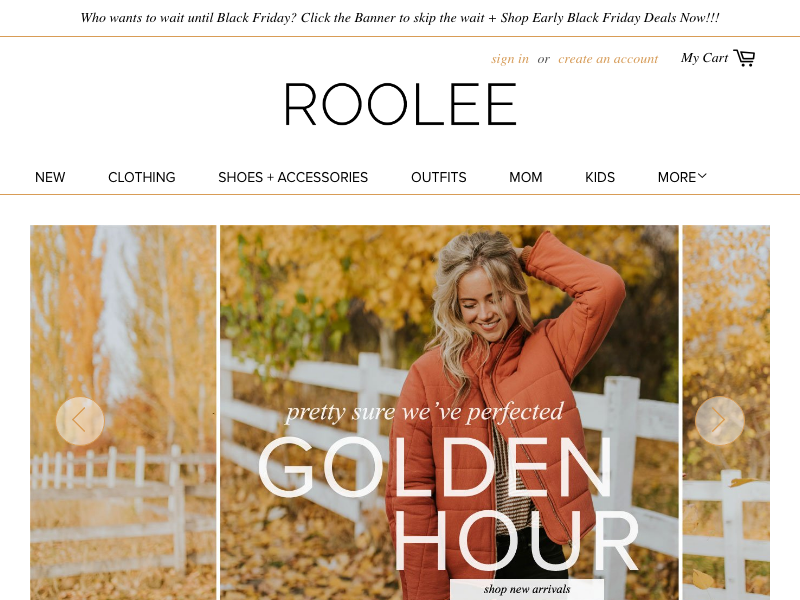 Who wants to wait until Black Friday? Click the Banner to skip the wait + Shop Early Black Friday Deals Now!!!
sign in or create an account My Cart
ROOLEE
NEW CLOTHING SHOES + ACCESSORIES OUTFITS MOM KIDS MORE
pretty sure we've perfected
GOLDEN
HOUR
shop new arrivals